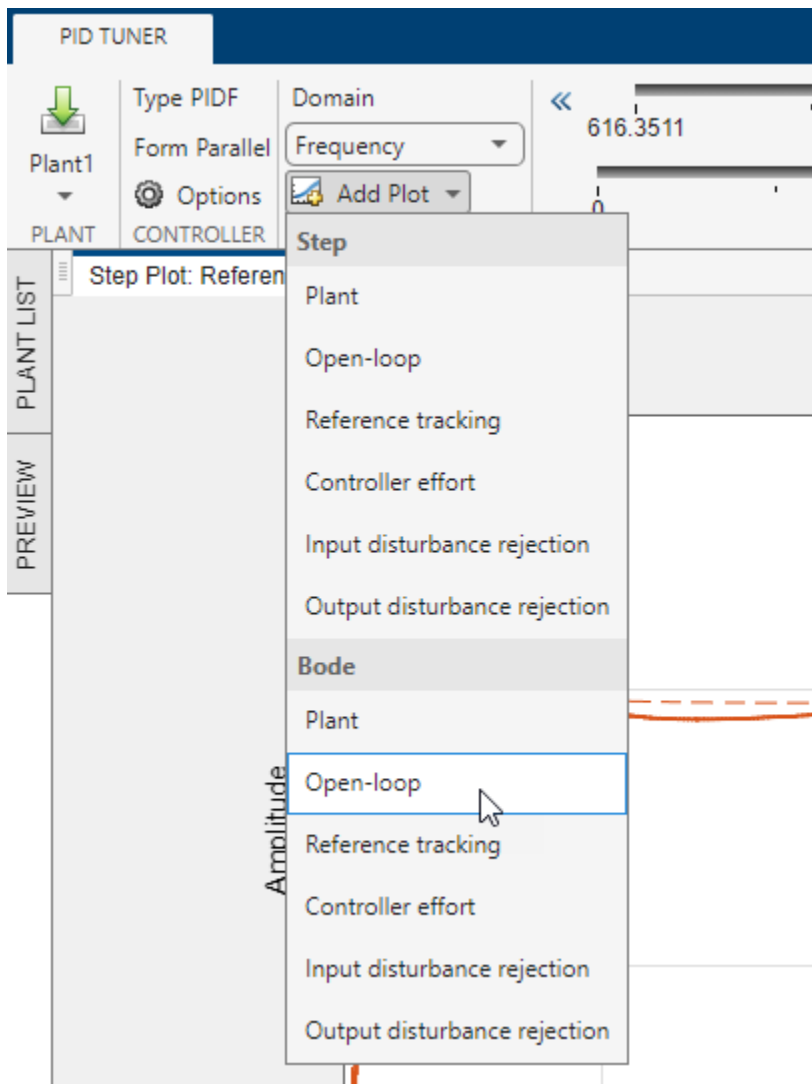 PID TUNER
Plant1
PLANT
Type PIDF
Form Parallel
Options
CONTROLLER
Domain
Frequency
Add Plot
616.3511
0
PLANT LIST
PREVIEW
Step Plot: Referen
Step
Plant
Open-loop
Reference tracking
Controller effort
Input disturbance rejection
Output disturbance rejection
Bode
Plant
Open-loop
Reference tracking
Controller effort
Input disturbance rejection
Output disturbance rejection
Amplitude